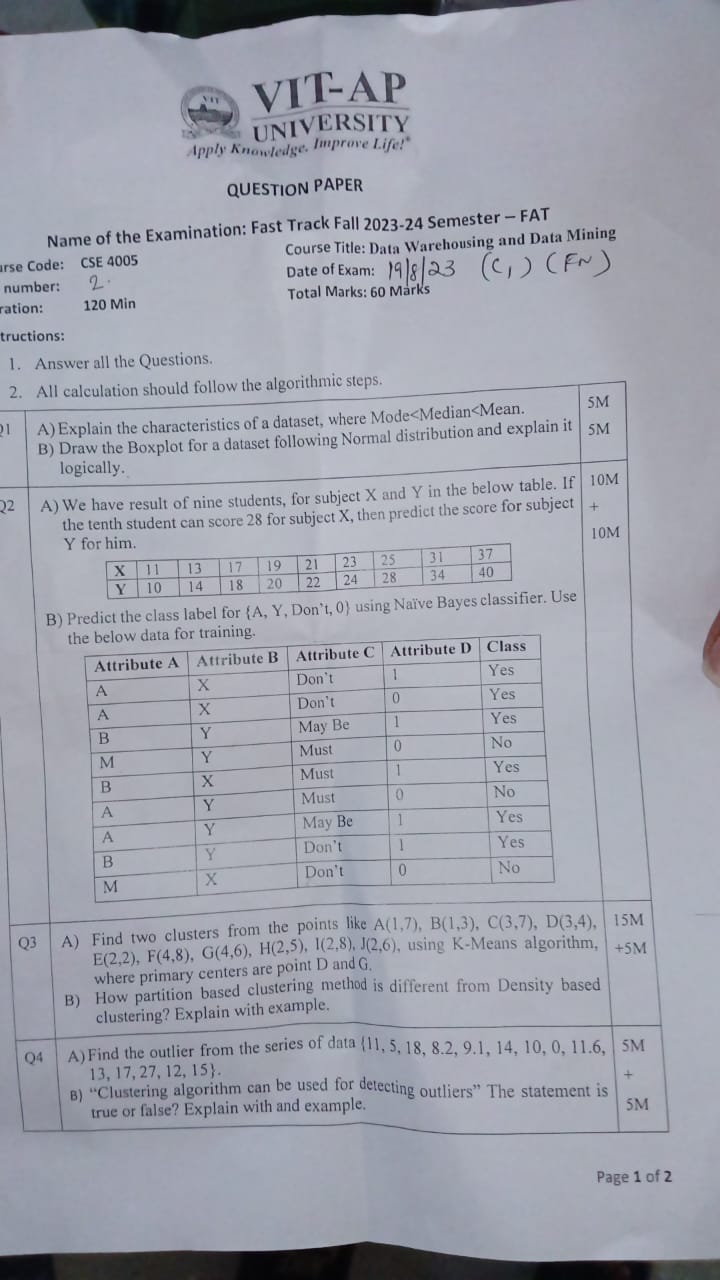 VIT-AP
UNIVERSITY
Apply Knowledge. Improve Life!
QUESTION PAPER
Name of the Examination: Fast Track Fall 2023-24 Semester – FAT
urse Code: CSE 4005 Course Title: Data Warehousing and Data Mining
number: 2. Date of Exam: 19/8/23 (C1) (FN)
ration: 120 Min Total Marks: 60 Marks
tructions:
1. Answer all the Questions.
2. All calculation should follow the algorithmic steps.
Q1 A) Explain the characteristics of a dataset, where Mode<Median<Mean. 5M
B) Draw the Boxplot for a dataset following Normal distribution and explain it 5M
logically.
Q2 A) We have result of nine students, for subject X and Y in the below table. If 10M
the tenth student can score 28 for subject X, then predict the score for subject +
Y for him. 10M
X 11 13 17 19 21 23 25 31 37
Y 10 14 18 20 22 24 28 34 40
B) Predict the class label for {A, Y, Don't, 0} using Naïve Bayes classifier. Use
the below data for training.
Attribute A Attribute B Attribute C Attribute D Class
A X Don't 1 Yes
A X Don't 0 Yes
B Y May Be 1 Yes
M Y Must 0 No
B X Must 1 Yes
A Y Must 0 No
A Y May Be 1 Yes
B Y Don't 1 Yes
M X Don't 0 No
Q3 A) Find two clusters from the points like A(1,7), B(1,3), C(3,7), D(3,4), 15M
E(2,2), F(4,8), G(4,6), H(2,5), I(2,8), J(2,6), using K-Means algorithm, +5M
where primary centers are point D and G.
B) How partition based clustering method is different from Density based
clustering? Explain with example.
Q4 A) Find the outlier from the series of data {11, 5, 18, 8.2, 9.1, 14, 10, 0, 11.6, 5M
13, 17, 27, 12, 15}. +
B) “Clustering algorithm can be used for detecting outliers” The statement is
true or false? Explain with and example. 5M
Page 1 of 2